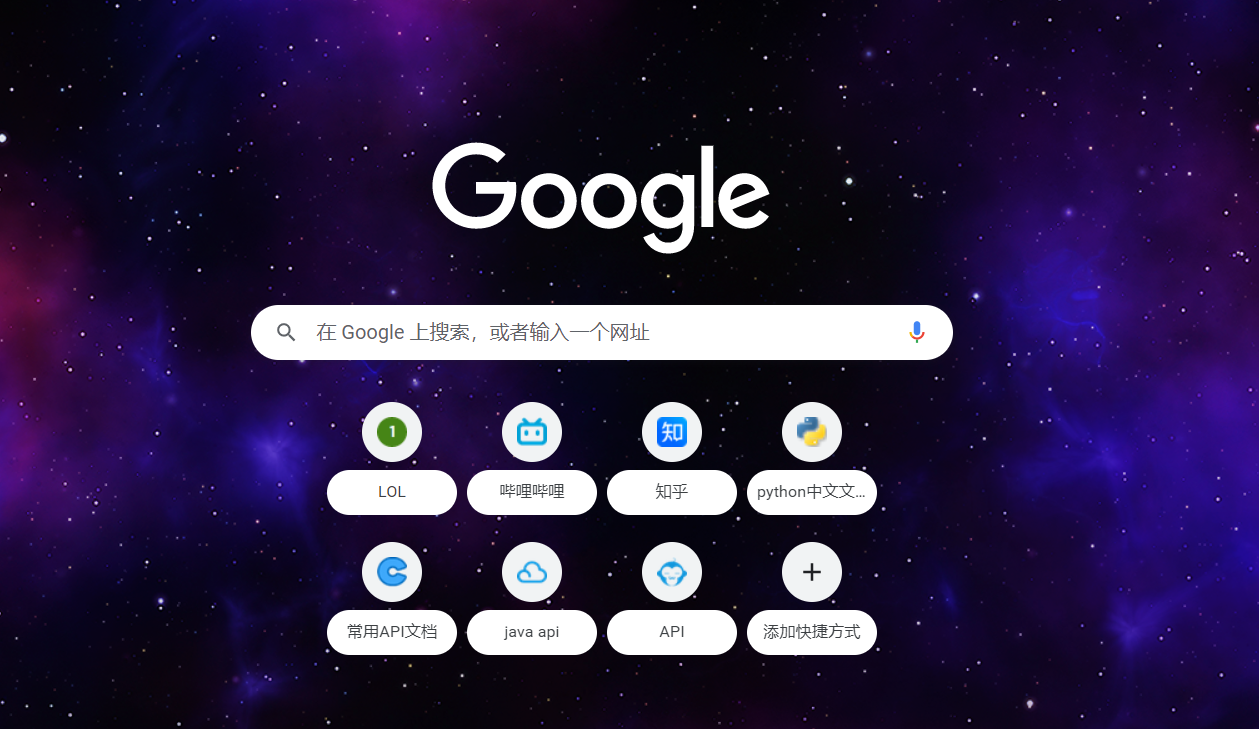 Google
在 Google 上搜索，或者输入一个网址
1
知
LOL
哔哩哔哩
知乎
python中文文...
常用API文档
java api
API
添加快捷方式